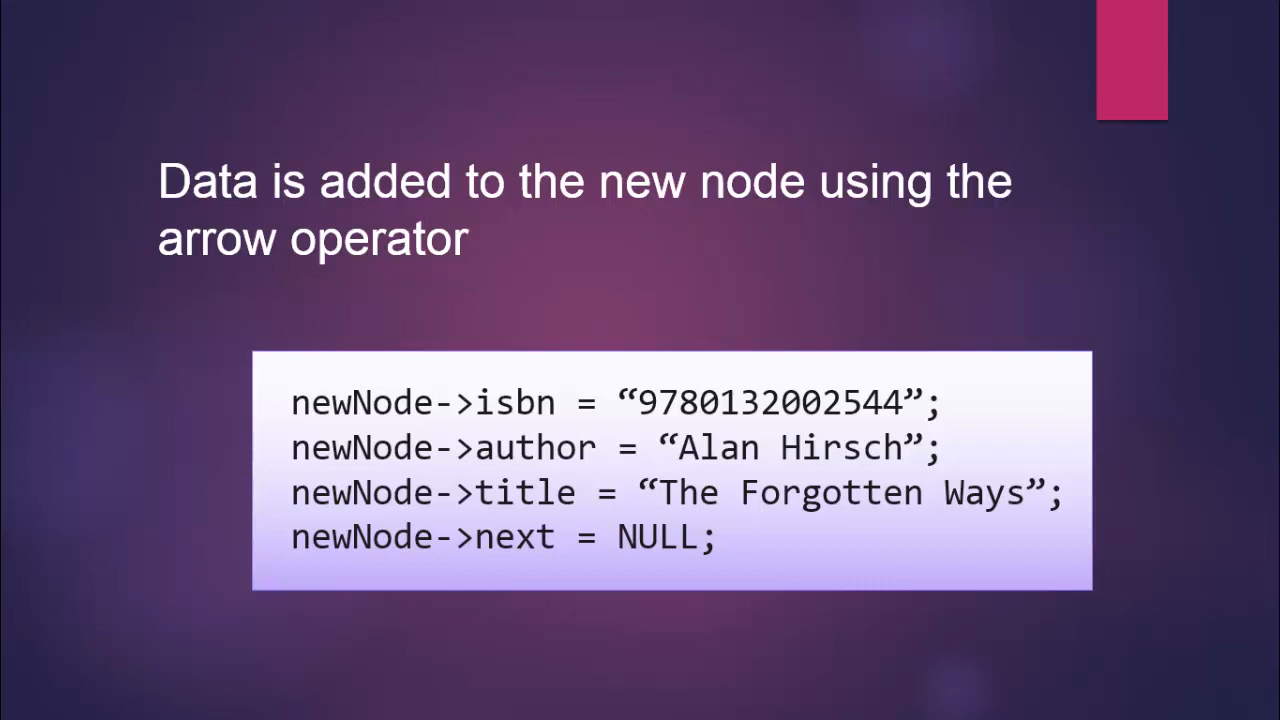 Data is added to the new node using the
arrow operator
newNode->isbn = “9780132002544”;
newNode->author = “Alan Hirsch”;
newNode->title = “The Forgotten Ways”;
newNode->next = NULL;